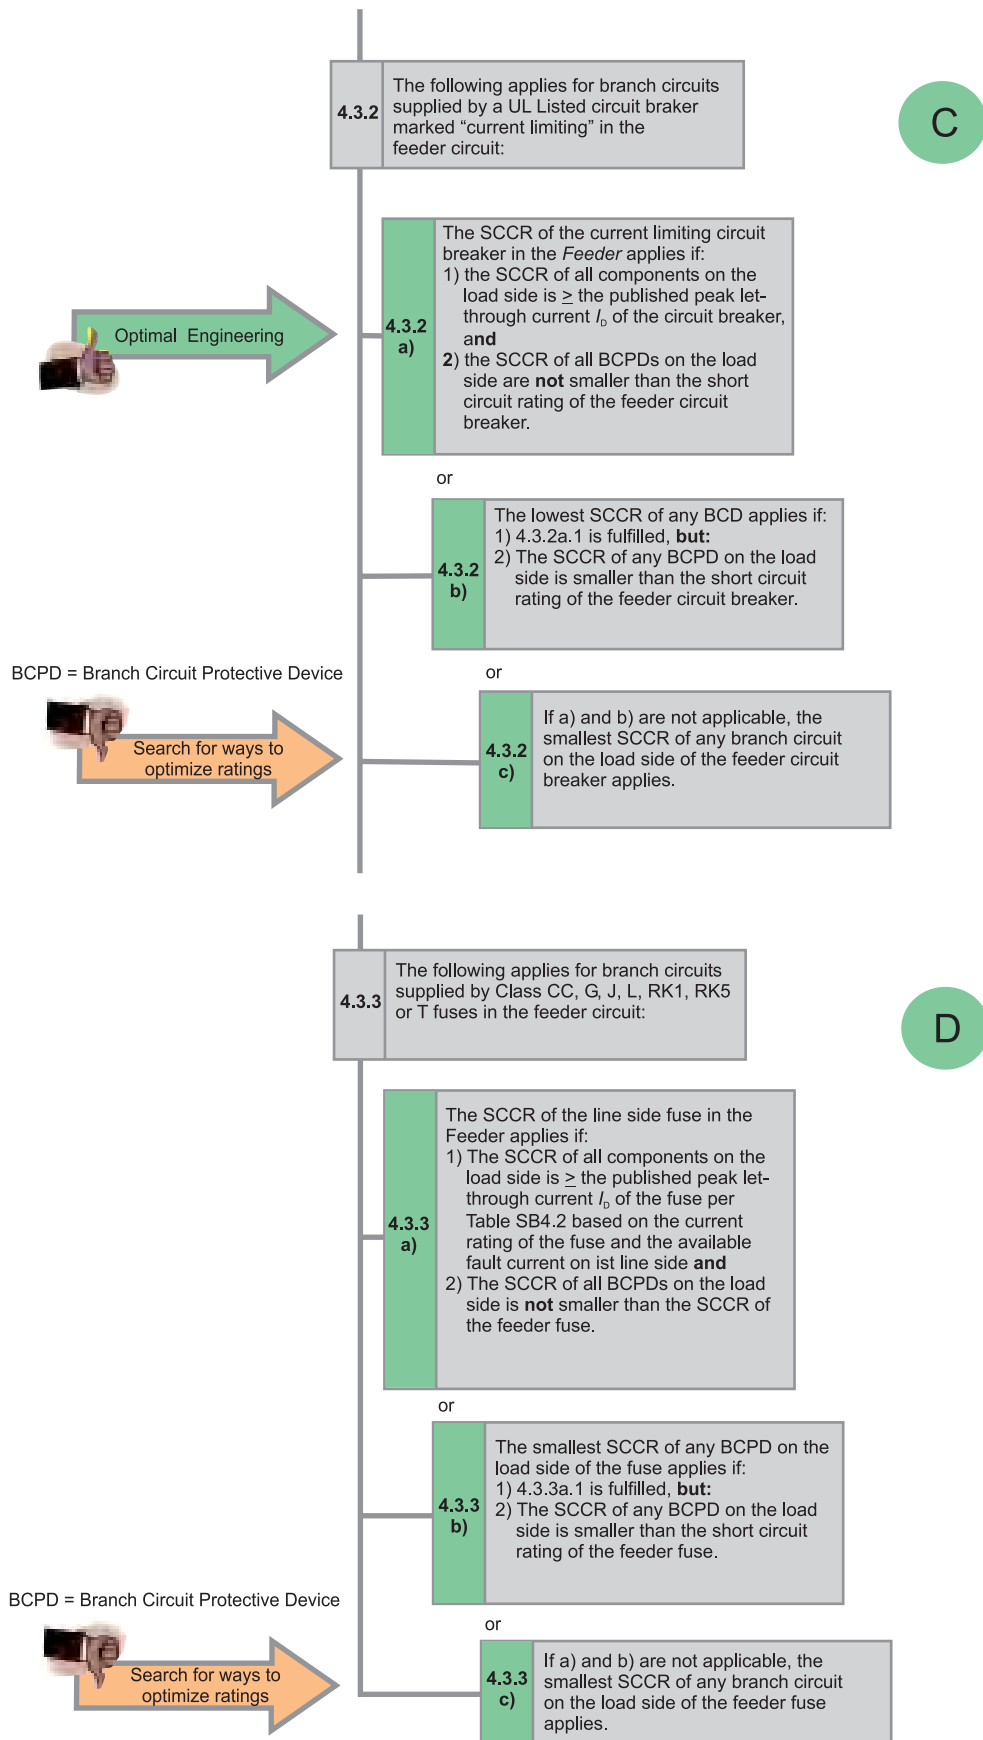 4.3.2
The following applies for branch circuits
supplied by a UL Listed circuit braker
marked “current limiting” in the
feeder circuit:
C
Optimal Engineering
4.3.2
a)
The SCCR of the current limiting circuit
breaker in the Feeder applies if:
1) the SCCR of all components on the
load side is ≥ the published peak let-
through current ID of the circuit breaker,
and
2) the SCCR of all BCPDs on the load
side are not smaller than the short
circuit rating of the feeder circuit
breaker.
or
4.3.2
b)
The lowest SCCR of any BCD applies if:
1) 4.3.2a.1 is fulfilled, but:
2) The SCCR of any BCPD on the load
side is smaller than the short circuit
rating of the feeder circuit breaker.
BCPD = Branch Circuit Protective Device
or
Search for ways to
optimize ratings
4.3.2
c)
If a) and b) are not applicable, the
smallest SCCR of any branch circuit
on the load side of the feeder circuit
breaker applies.
4.3.3
The following applies for branch circuits
supplied by Class CC, G, J, L, RK1, RK5
or T fuses in the feeder circuit:
D
4.3.3
a)
The SCCR of the line side fuse in the
Feeder applies if:
1) The SCCR of all components on the
load side is ≥ the published peak let-
through current ID of the fuse per
Table SB4.2 based on the current
rating of the fuse and the available
fault current on ist line side and
2) The SCCR of all BCPDs on the load
side is not smaller than the SCCR of
the feeder fuse.
or
4.3.3
b)
The smallest SCCR of any BCPD on the
load side of the fuse applies if:
1) 4.3.3a.1 is fulfilled, but:
2) The SCCR of any BCPD on the load
side is smaller than the short circuit
rating of the feeder fuse.
BCPD = Branch Circuit Protective Device
or
Search for ways to
optimize ratings
4.3.3
c)
If a) and b) are not applicable, the
smallest SCCR of any branch circuit
on the load side of the feeder fuse
applies.